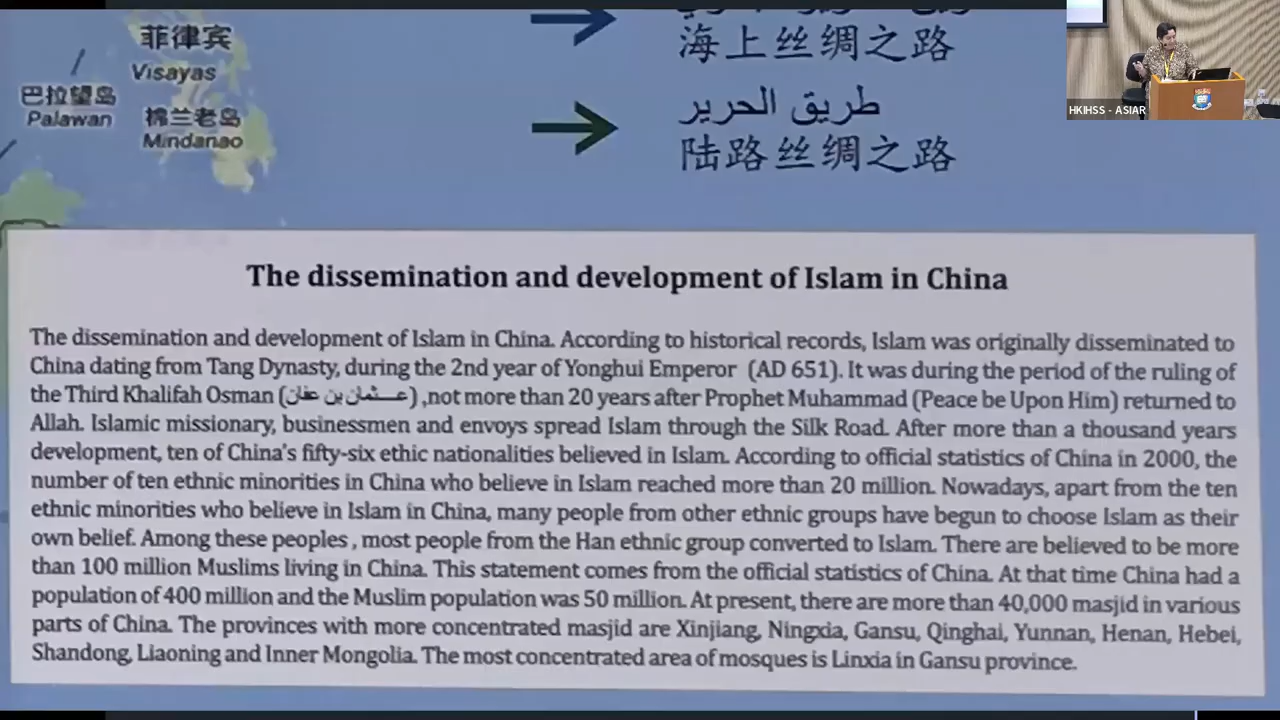 菲律宾
Visayas
巴拉望岛
Palawan
棉兰老岛
Mindanao
海上丝绸之路
طريق الحرير
陆路丝绸之路
HKIHSS - ASIAR
The dissemination and development of Islam in China
The dissemination and development of Islam in China. According to historical records, Islam was originally disseminated to
China dating from Tang Dynasty, during the 2nd year of Yonghui Emperor (AD 651). It was during the period of the ruling of
the Third Khalifah Osman (عثمان بن عفان) ,not more than 20 years after Prophet Muhammad (Peace be Upon Him) returned to
Allah. Islamic missionary, businessmen and envoys spread Islam through the Silk Road. After more than a thousand years
development, ten of China's fifty-six ethic nationalities believed in Islam. According to official statistics of China in 2000, the
number of ten ethnic minorities in China who believe in Islam reached more than 20 million. Nowadays, apart from the ten
ethnic minorities who believe in Islam in China, many people from other ethnic groups have begun to choose Islam as their
own belief. Among these peoples , most people from the Han ethnic group converted to Islam. There are believed to be more
than 100 million Muslims living in China. This statement comes from the official statistics of China. At that time China had a
population of 400 million and the Muslim population was 50 million. At present, there are more than 40,000 masjid in various
parts of China. The provinces with more concentrated masjid are Xinjiang, Ningxia, Gansu, Qinghai, Yunnan, Henan, Hebei,
Shandong, Liaoning and Inner Mongolia. The most concentrated area of mosques is Linxia in Gansu province.